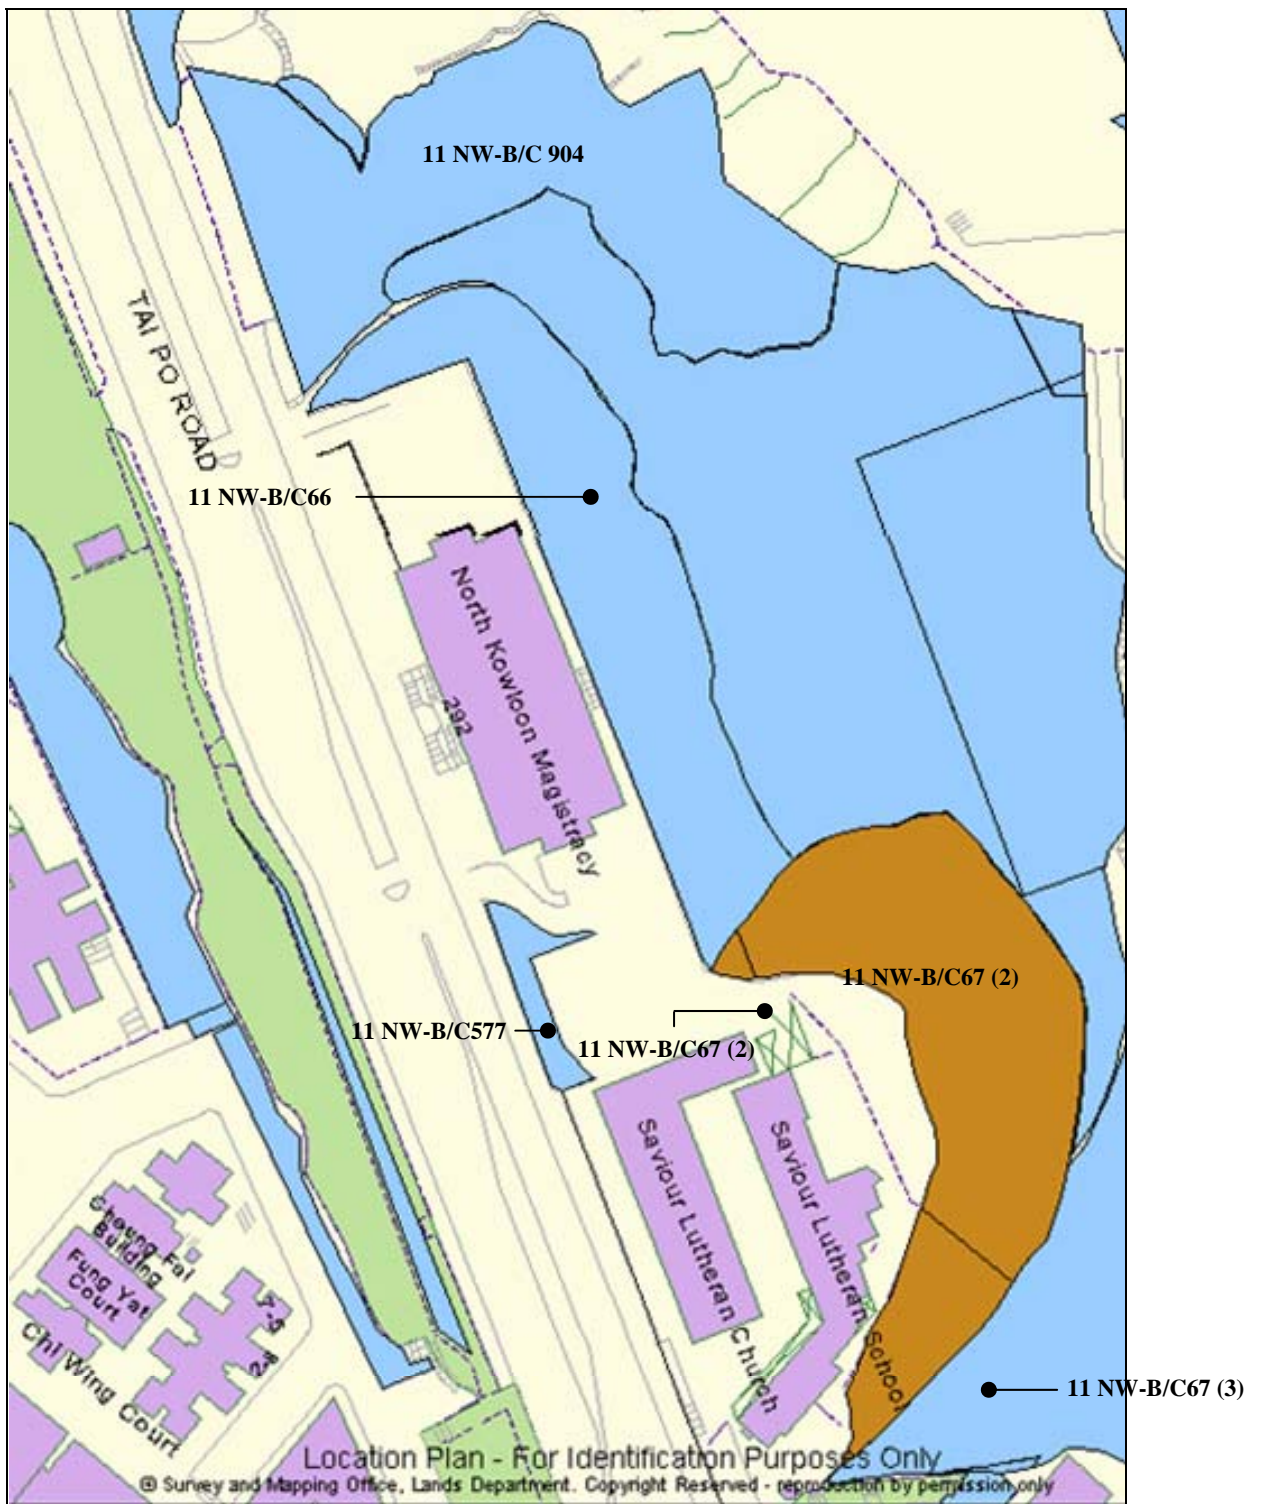 11 NW-B/C 904
TAI PO ROAD
11 NW-B/C66
North Kowloon Magistracy
292
11 NW-B/C67 (2)
11 NW-B/C577
11 NW-B/C67 (2)
Saviour Lutheran Church
Saviour Lutheran School
Cheung Fai
Building
Fung Yat
Court
Chi Wing Court
7-5
11 NW-B/C67 (3)
Location Plan - For Identification Purposes Only
© Survey and Mapping Office, Lands Department. Copyright Reserved - reproduction by permission only